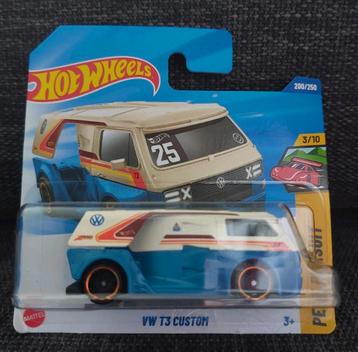 Hot Wheels
200/250
3/10
25
VW T3 CUSTOM
3+
MATTEL